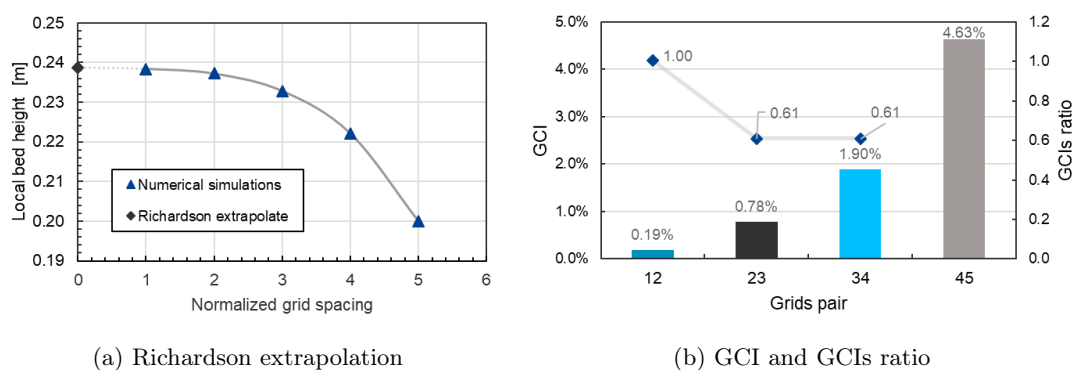 0.25
0.24
0.23
0.22
0.21
0.20
0.19
Local bed height [m]
Numerical simulations
Richardson extrapolate
0 1 2 3 4 5 6
Normalized grid spacing
(a) Richardson extrapolation
5.0%
4.0%
3.0%
2.0%
1.0%
0.0%
GCI
1.00
0.61
0.61
4.63%
1.90%
0.78%
0.19%
1.2
1.0
0.8
0.6
0.4
0.2
0.0
GCIs ratio
12 23 34 45
Grids pair
(b) GCI and GCIs ratio